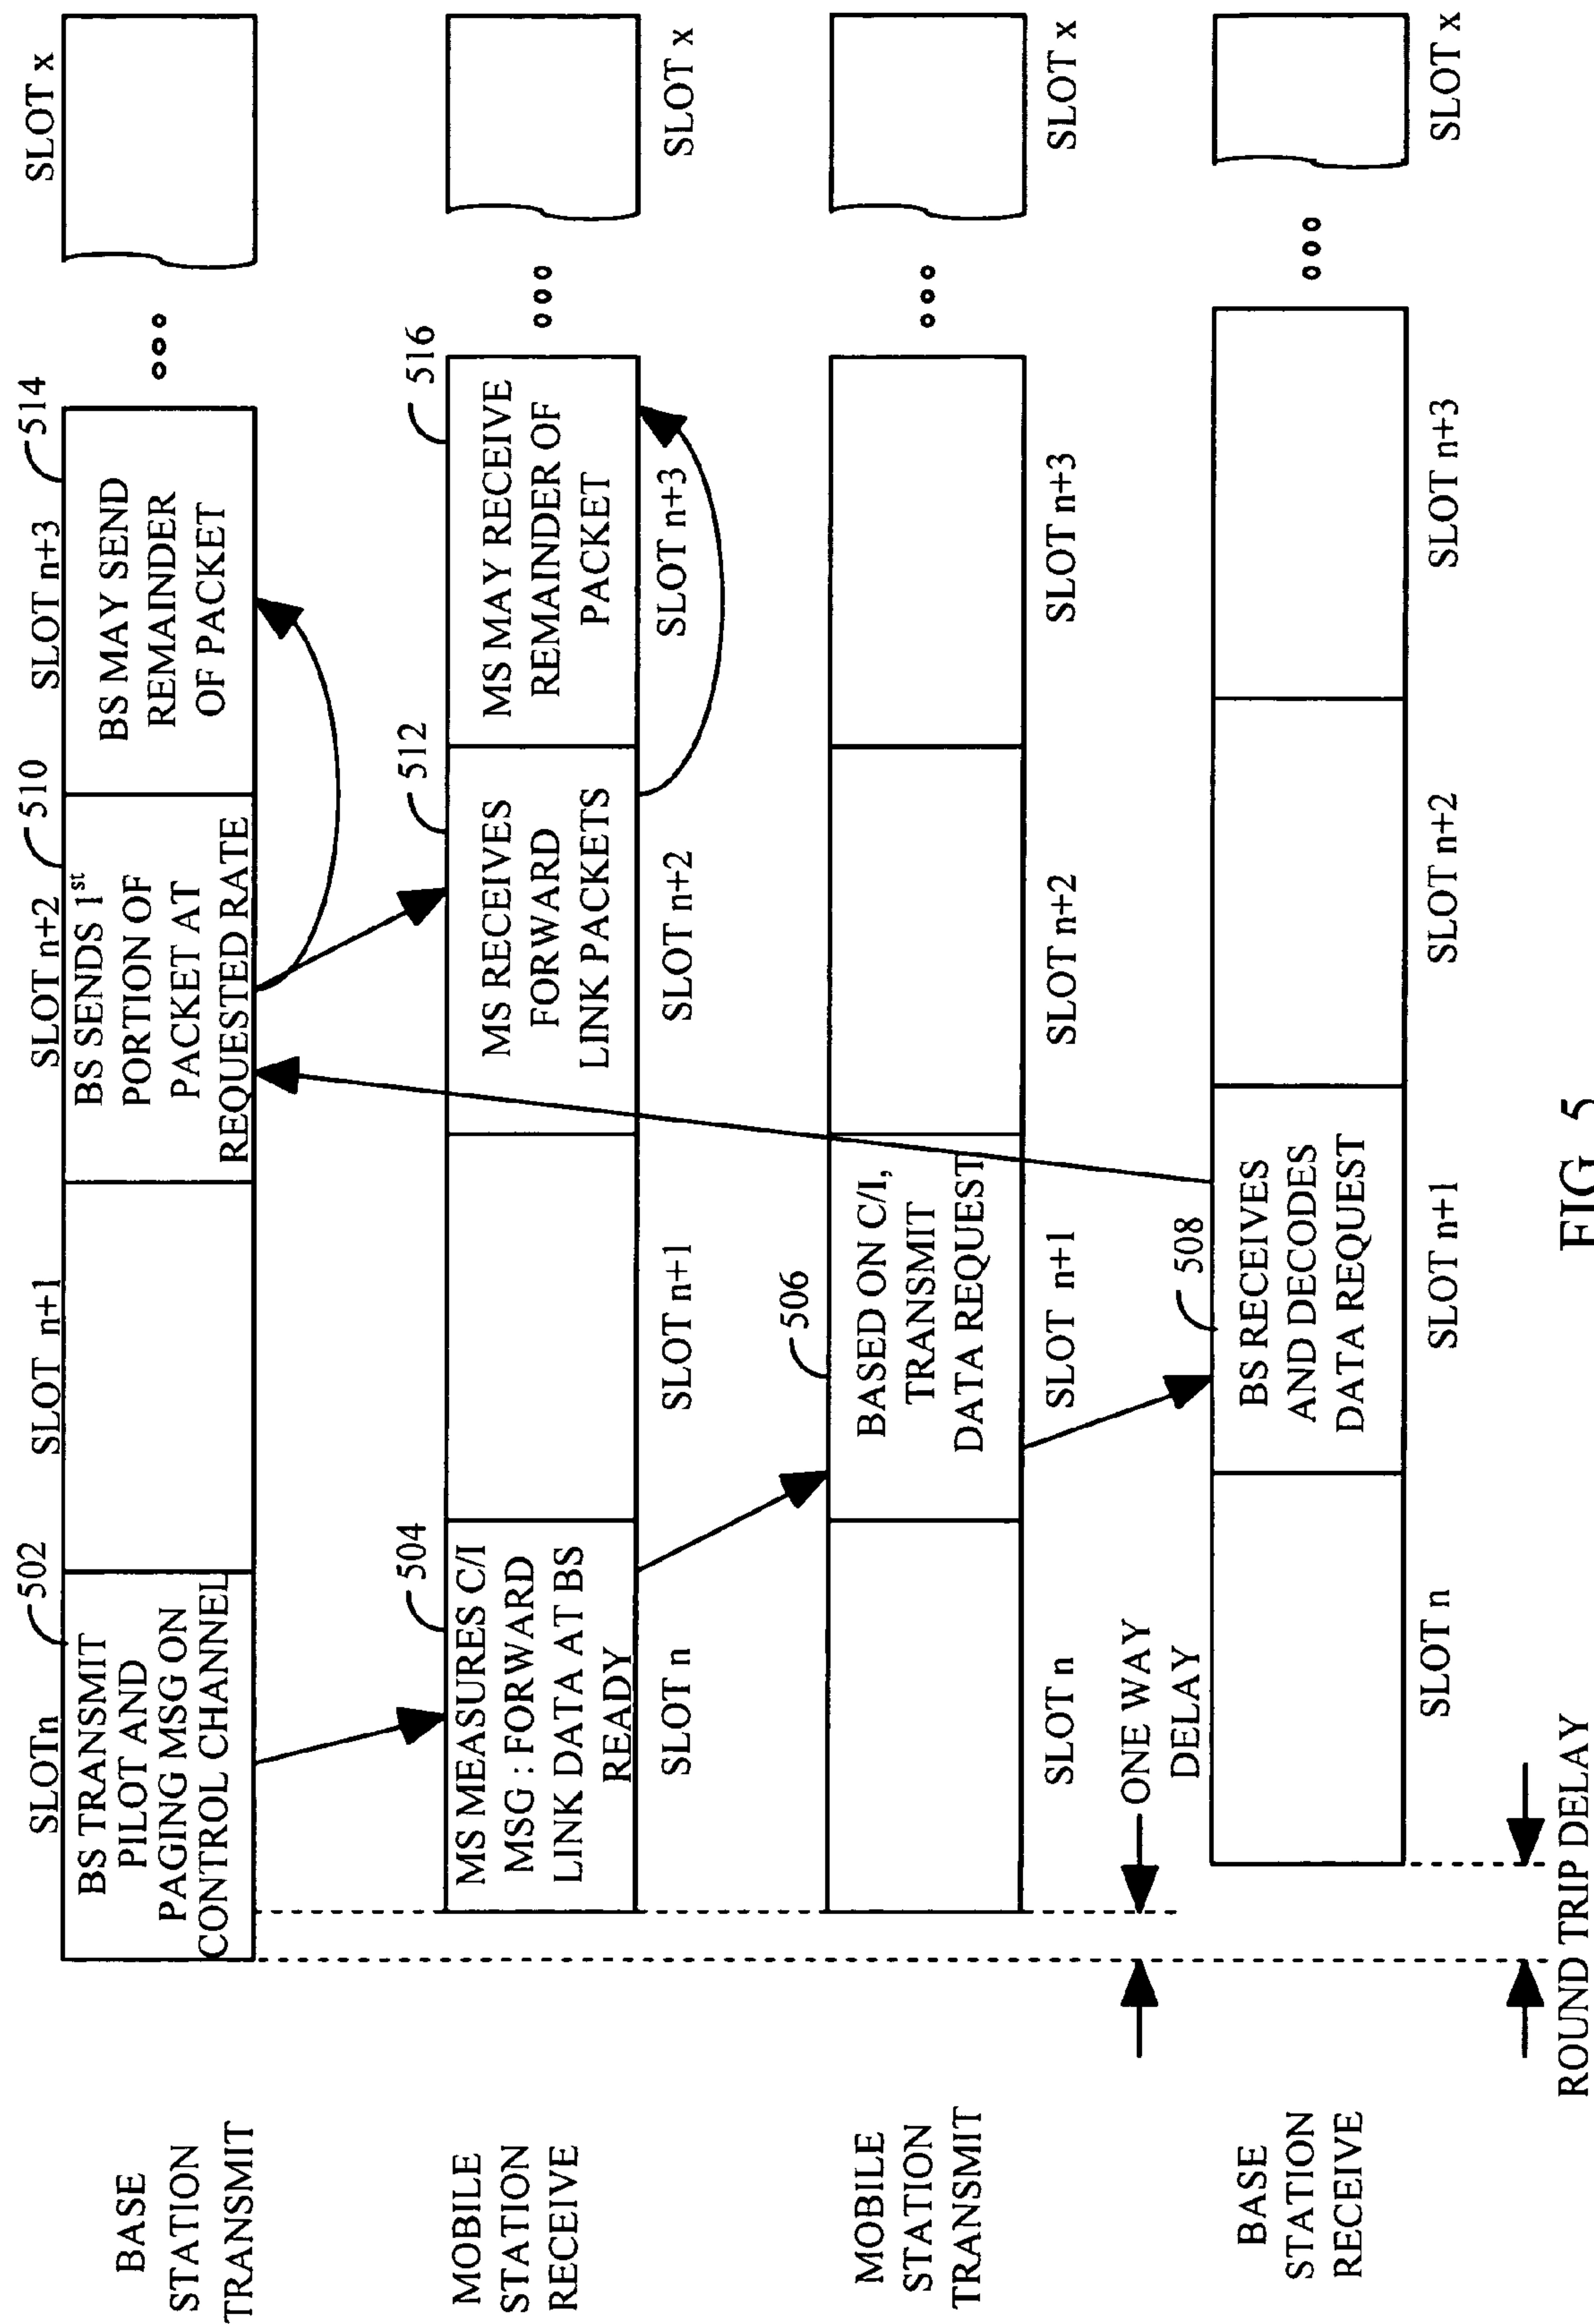 BASE
STATION
TRANSMIT
SLOTn
502
SLOT n+1
SLOT n+2
510
SLOT n+3
514
SLOT x
BS TRANSMIT
PILOT AND
PAGING MSG ON
CONTROL CHANNEL
BS SENDS 1st
PORTION OF
PACKET AT
REQUESTED RATE
BS MAY SEND
REMAINDER
OF PACKET
MOBILE
STATION
RECEIVE
504
512
516
MS MEASURES C/I
MSG : FORWARD
LINK DATA AT BS
READY
MS RECEIVES
FORWARD
LINK PACKETS
MS MAY RECEIVE
REMAINDER OF
PACKET
SLOT n
SLOT n+1
SLOT n+2
SLOT n+3
SLOT x
MOBILE
STATION
TRANSMIT
506
BASED ON C/I,
TRANSMIT
DATA REQUEST
SLOT n
SLOT n+1
SLOT n+2
SLOT n+3
SLOT x
ONE WAY
DELAY
BASE
STATION
RECEIVE
508
BS RECEIVES
AND DECODES
DATA REQUEST
SLOT n
SLOT n+1
SLOT n+2
SLOT n+3
SLOT x
ROUND TRIP DELAY
FIG. 5